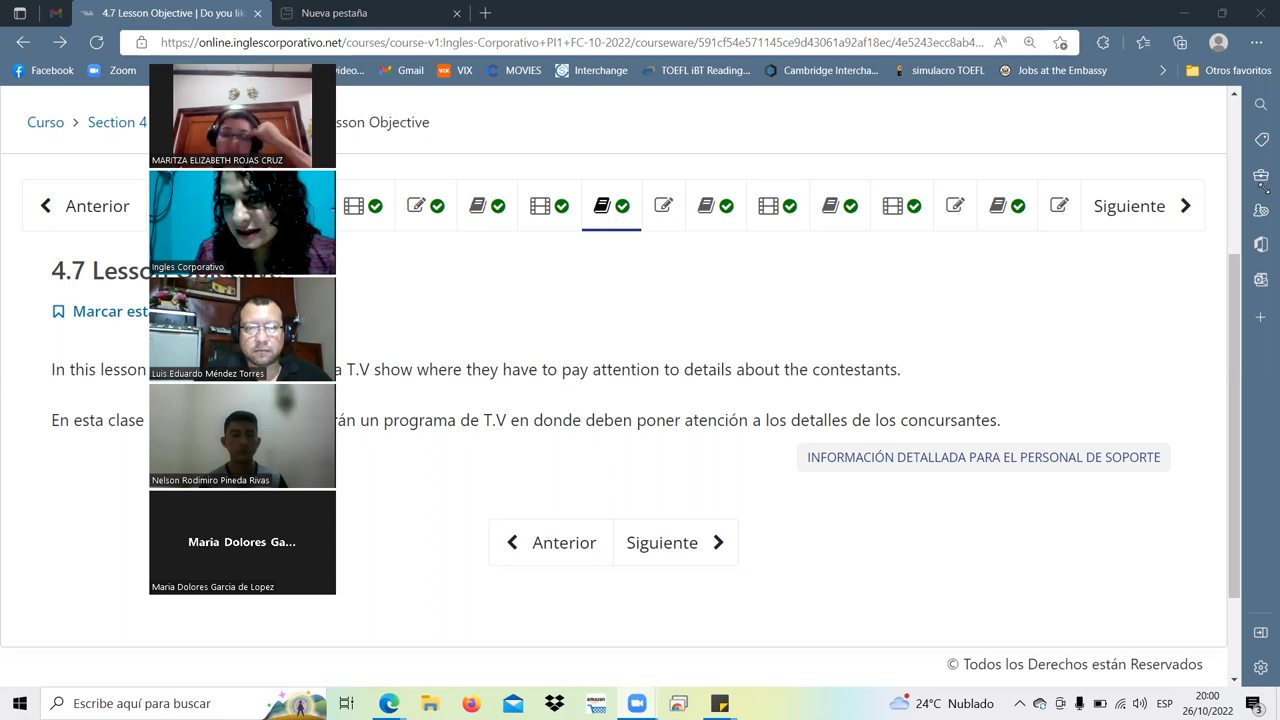 4.7 Lesson Objective | Do you lik
Nueva pestaña
https://online.inglescorporativo.net/courses/course-v1:Ingles-Corporativo+PI1+FC-10-2022/courseware/591cf54e571145ce9d43061a92af18ec/4e5243ecc8ab4...
Facebook
Zoom
video...
Gmail
VIX
MOVIES
Interchange
TOEFL iBT Reading...
Cambridge Intercha...
simulacro TOEFL
Jobs at the Embassy
Otros favoritos
Curso > Section 4. sson Objective
Anterior
Siguiente
4.7 Lesson Objective
Marcar est
In this lesson a T.V show where they have to pay attention to details about the contestants.
En esta clase rán un programa de T.V en donde deben poner atención a los detalles de los concursantes.
INFORMACIÓN DETALLADA PARA EL PERSONAL DE SOPORTE
Anterior
Siguiente
© Todos los Derechos están Reservados
MARITZA ELIZABETH ROJAS CRUZ
Ingles Corporativo
Luis Eduardo Méndez Torres
Nelson Rodimiro Pineda Rivas
Maria Dolores Ga...
Maria Dolores Garcia de Lopez
Escribe aquí para buscar
amazon
24°C Nublado
ESP
20:00
26/10/2022
3